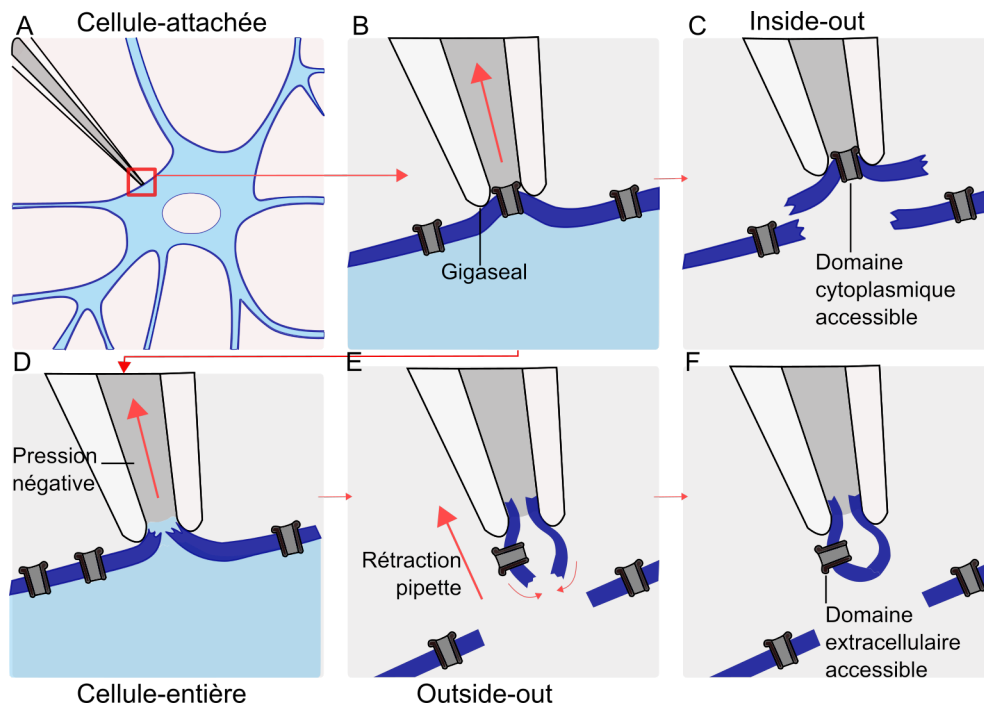 A
Cellule-attachée
B
C
Inside-out
Gigaseal
Domaine
cytoplasmique
accessible
D
E
F
Pression
négative
Rétraction
pipette
Domaine
extracellulaire
accessible
Cellule-entière
Outside-out